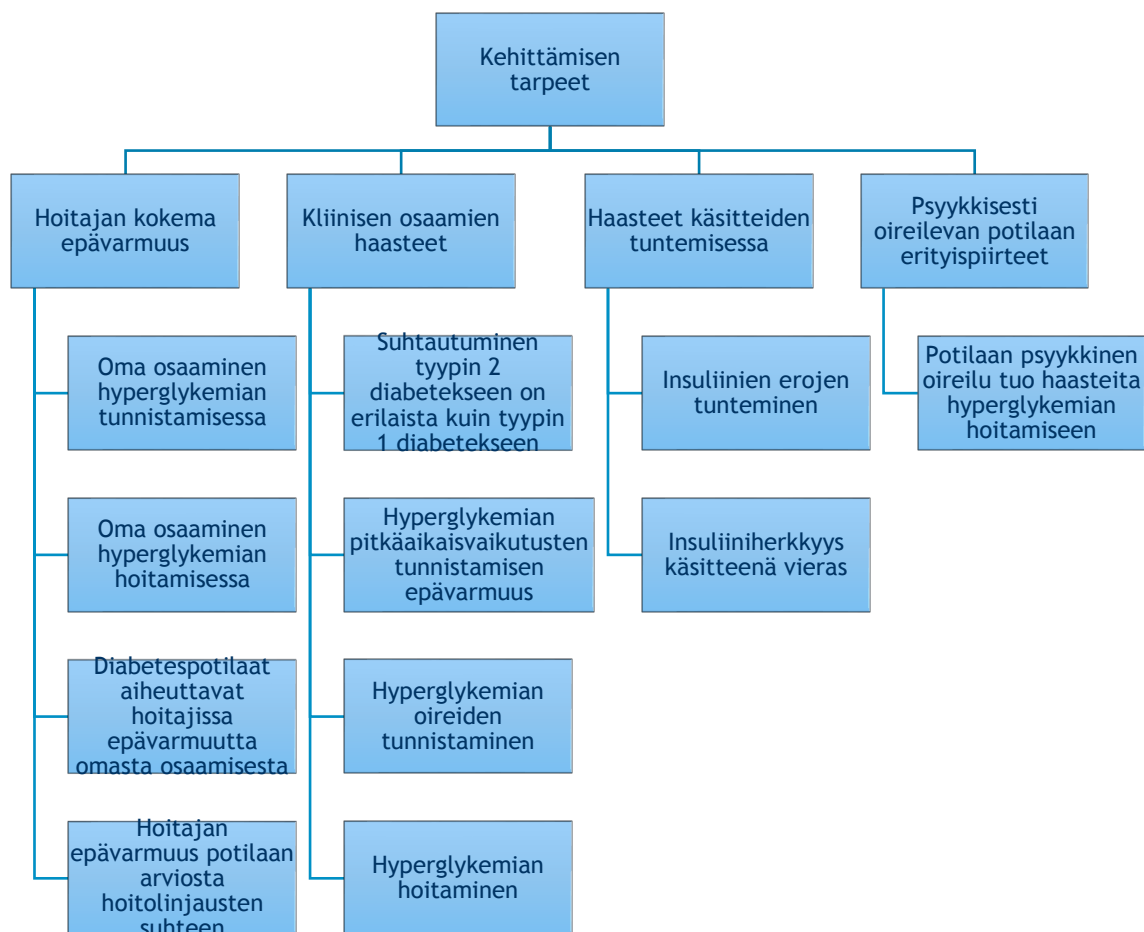 Kehittämisen
tarpeet
Hoitajan kokema
epävarmuus
Kliinisen osaamien
haasteet
Haasteet käsitteiden
tuntemisessa
Psyykkisesti
oireilevan potilaan
erityispiirteet
Oma osaaminen
hyperglykemian
tunnistamisessa
Suhtautuminen
tyypin 2
diabetekseen on
erilaista kuin tyypin
1 diabetekseen
Insuliinien erojen
tunteminen
Potilaan psyykkinen
oireilu tuo haasteita
hyperglykemian
hoitamiseen
Oma osaaminen
hyperglykemian
hoitamisessa
Hyperglykemian
pitkäaikaisvaikutusten
tunnistamisen
epävarmuus
Insuliiniherkkyys
käsitteenä vieras
Diabetespotilaat
aiheuttavat
hoitajissa
epävarmuutta
omasta osaamisesta
Hyperglykemian
oireiden
tunnistaminen
Hoitajan
epävarmuus potilaan
arviosta
hoitolinjausten
suhteen
Hyperglykemian
hoitaminen